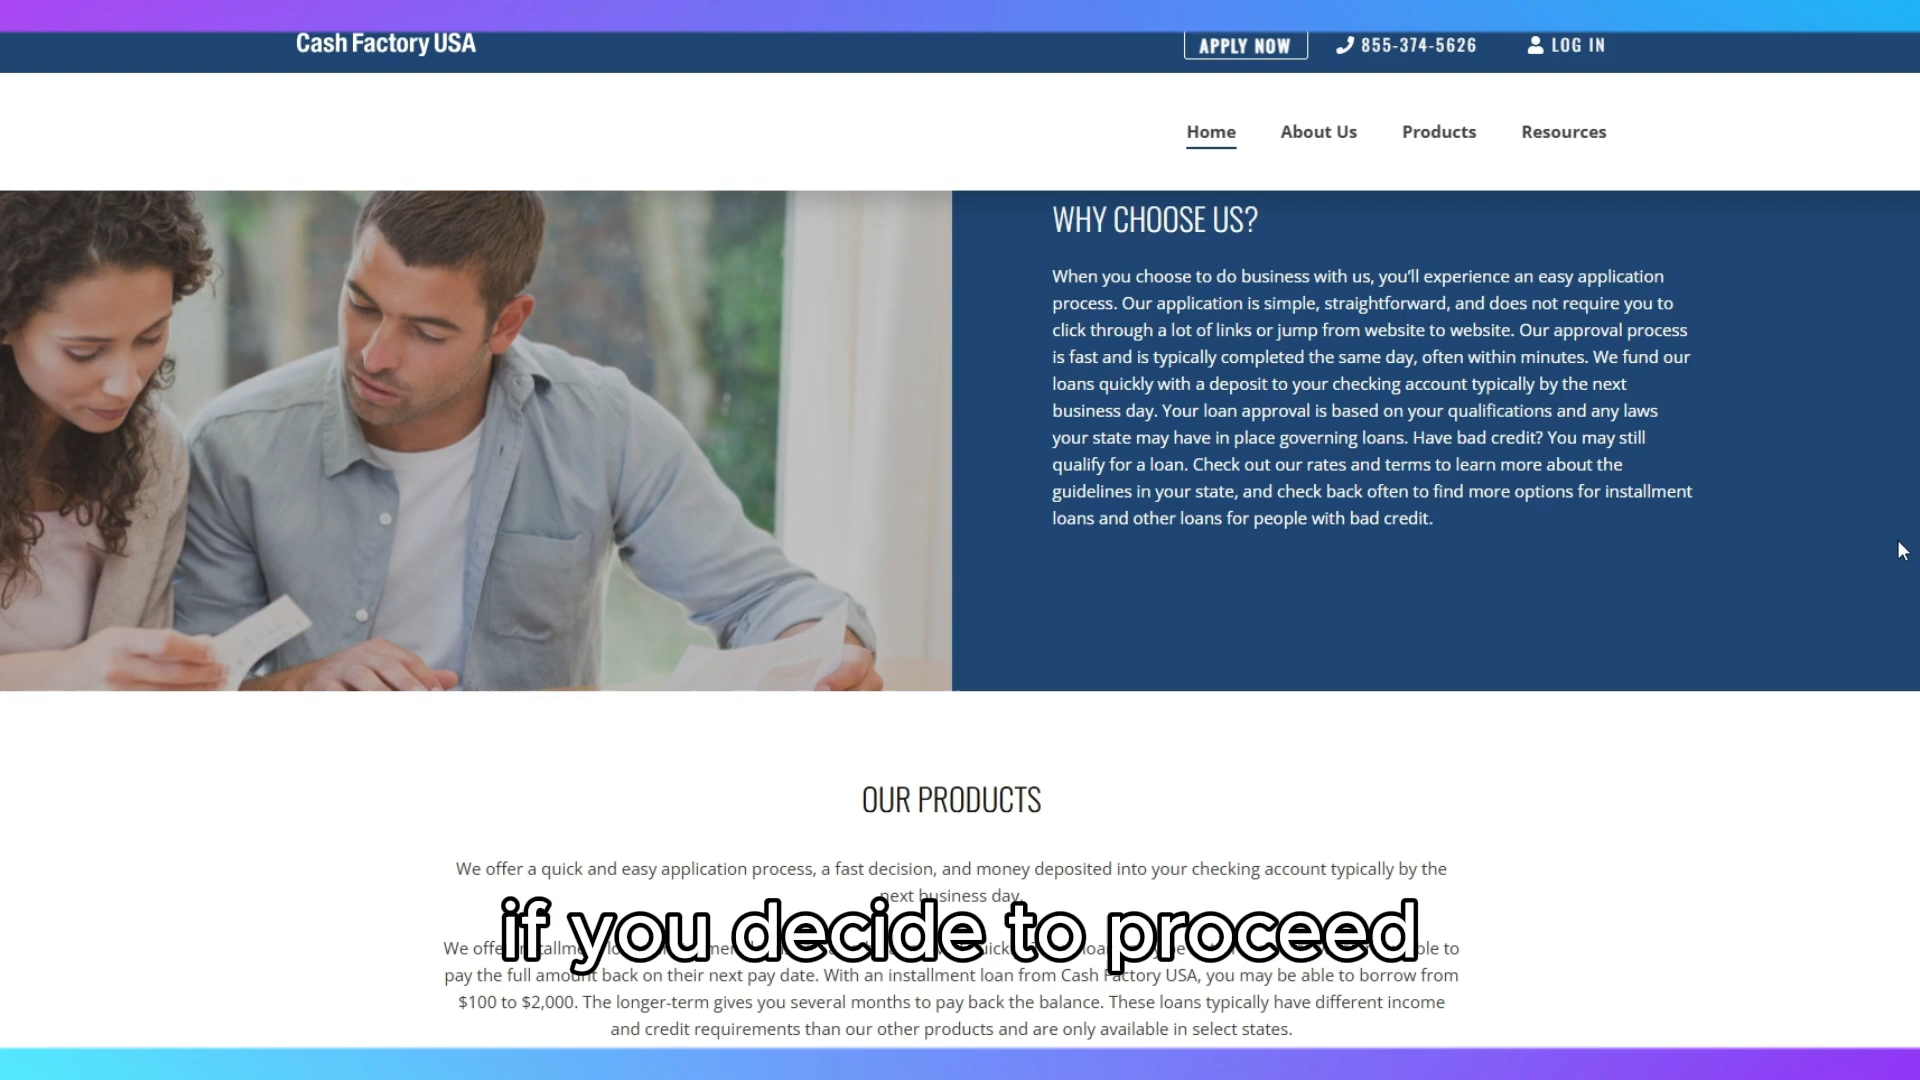 Cash Factory USA
APPLY NOW
855-374-5626
LOG IN
Home
About Us
Products
Resources
WHY CHOOSE US?
When you choose to do business with us, you'll experience an easy application
process. Our application is simple, straightforward, and does not require you to
click through a lot of links or jump from website to website. Our approval process
is fast and is typically completed the same day, often within minutes. We fund our
loans quickly with a deposit to your checking account typically by the next
business day. Your loan approval is based on your qualifications and any laws
your state may have in place governing loans. Have bad credit? You may still
qualify for a loan. Check out our rates and terms to learn more about the
guidelines in your state, and check back often to find more options for installment
loans and other loans for people with bad credit.
OUR PRODUCTS
We offer a quick and easy application process, a fast decision, and money deposited into your checking account typically by the
next business day.
if you decide to proceed
We to
pay the full amount back on their next pay date. With an installment loan from Cash Factory USA, you may be able to borrow from
$100 to $2,000. The longer-term gives you several months to pay back the balance. These loans typically have different income
and credit requirements than our other products and are only available in select states.